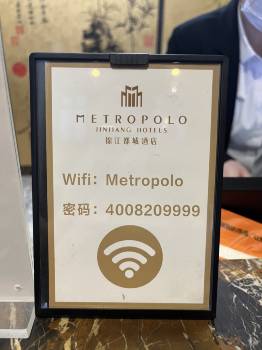 METROPOLO
JINJIANG HOTELS
锦江都城酒店
Wifi: Metropolo
密码: 4008209999